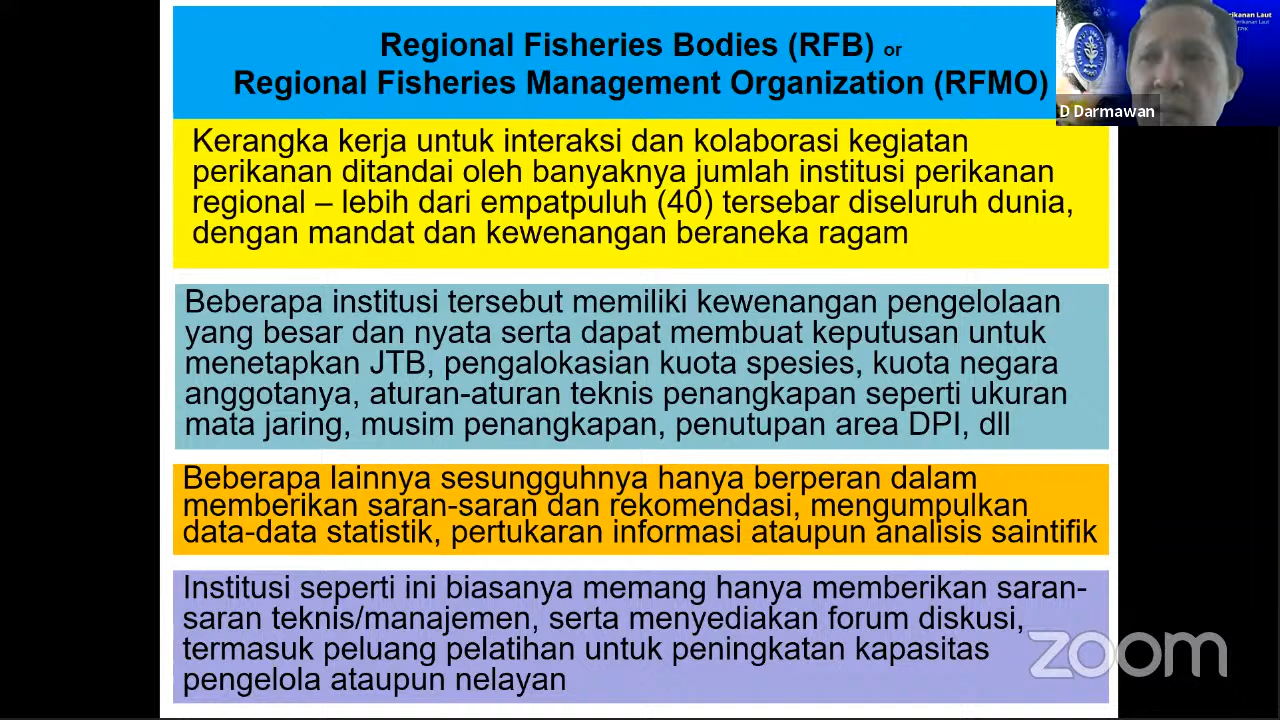 Regional Fisheries Bodies (RFB) or
Regional Fisheries Management Organization (RFMO)
Kerangka kerja untuk interaksi dan kolaborasi kegiatan
perikanan ditandai oleh banyaknya jumlah institusi perikanan
regional – lebih dari empatpuluh (40) tersebar diseluruh dunia,
dengan mandat dan kewenangan beraneka ragam
Beberapa institusi tersebut memiliki kewenangan pengelolaan
yang besar dan nyata serta dapat membuat keputusan untuk
menetapkan JTB, pengalokasian kuota spesies, kuota negara
anggotanya, aturan-aturan teknis penangkapan seperti ukuran
mata jaring, musim penangkapan, penutupan area DPI, dll
Beberapa lainnya sesungguhnya hanya berperan dalam
memberikan saran-saran dan rekomendasi, mengumpulkan
data-data statistik, pertukaran informasi ataupun analisis saintifik
Institusi seperti ini biasanya memang hanya memberikan saran-
saran teknis/manajemen, serta menyediakan forum diskusi,
termasuk peluang pelatihan untuk peningkatan kapasitas
pengelola ataupun nelayan
D Darmawan
zoom